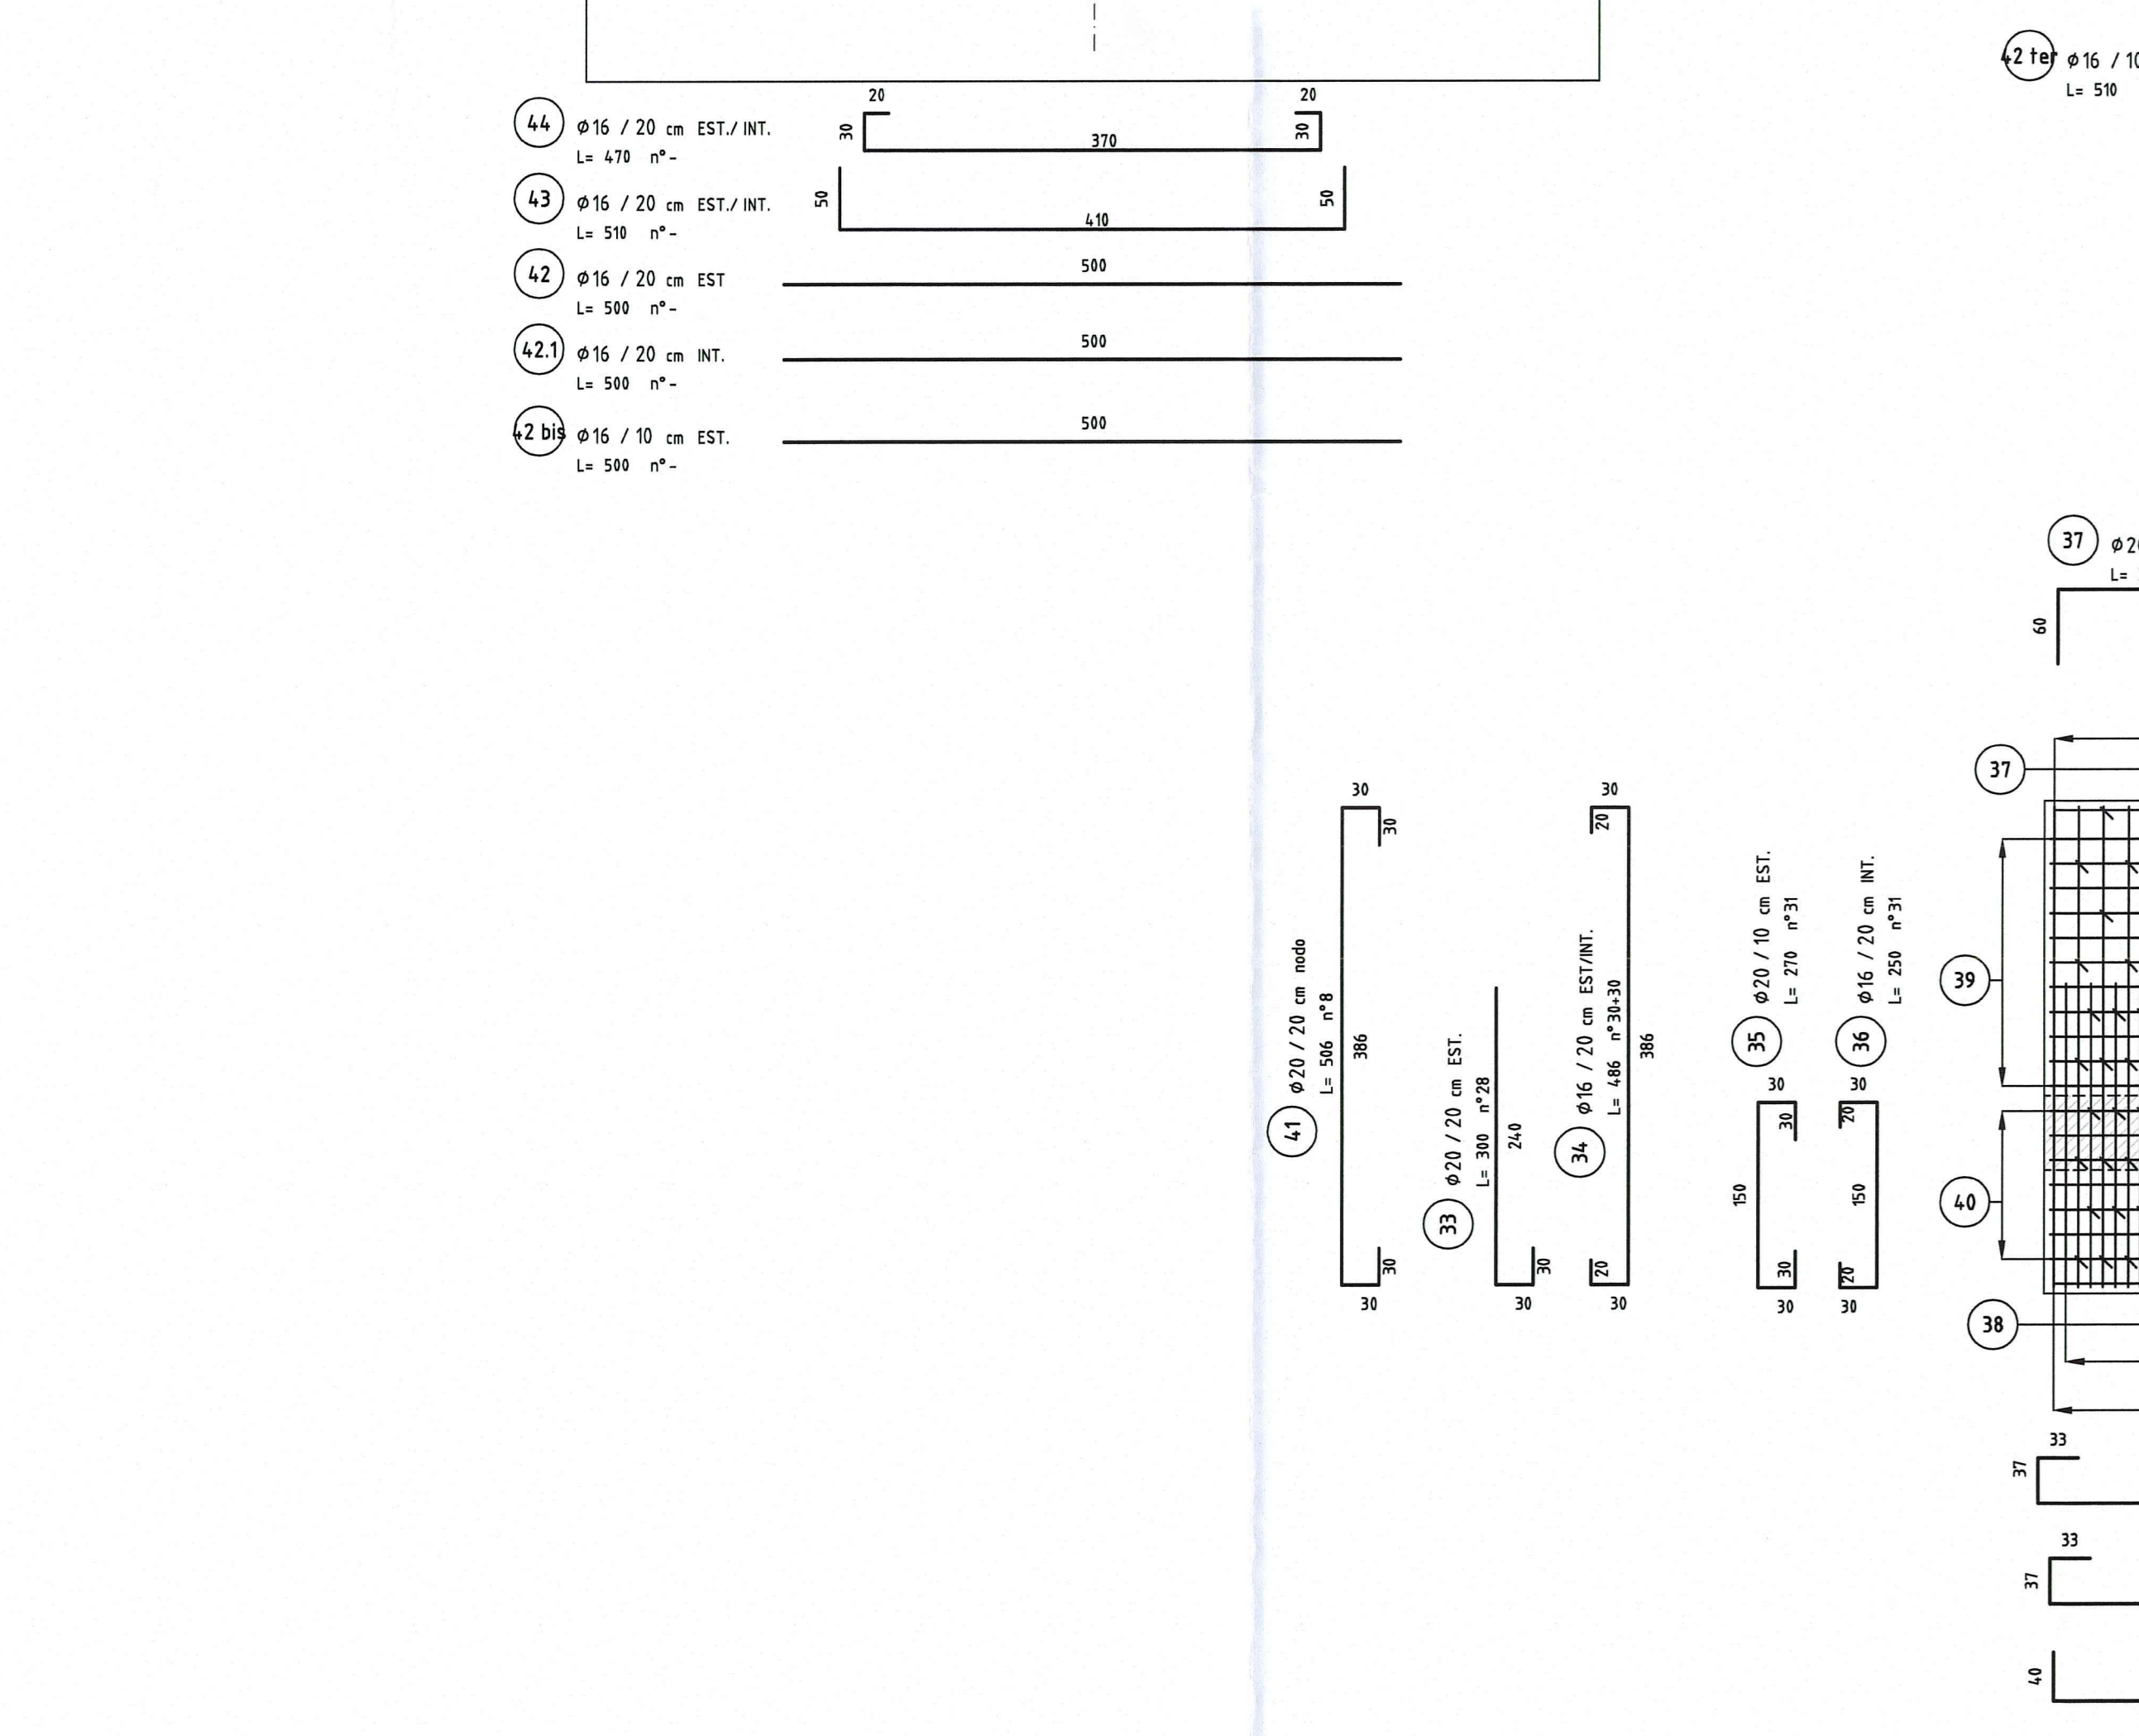 42 ter ϕ16 / 10
L= 510
20 20
44 ϕ16 / 20 cm EST./ INT. 30 370 30
L= 470 n°-
43 ϕ16 / 20 cm EST./ INT. 50 410 50
L= 510 n°-
42 ϕ16 / 20 cm EST 500
L= 500 n°-
42.1 ϕ16 / 20 cm INT. 500
L= 500 n°-
42 bis ϕ16 / 10 cm EST. 500
L= 500 n°-
37 ϕ20
L=
60
37
39
40
38
41 ϕ20 / 20 cm nodo
L= 506 n°8
30
30
386
30
30
33 ϕ20 / 20 cm EST.
L= 300 n°28
240
30
30
34 ϕ16 / 20 cm EST/INT.
L= 486 n°30+30
30
20
386
20
30
35 ϕ20 / 10 cm EST.
L= 270 n°31
30
30
150
30
30
36 ϕ16 / 20 cm INT.
L= 250 n°31
30
20
150
20
30
33
37
33
37
40